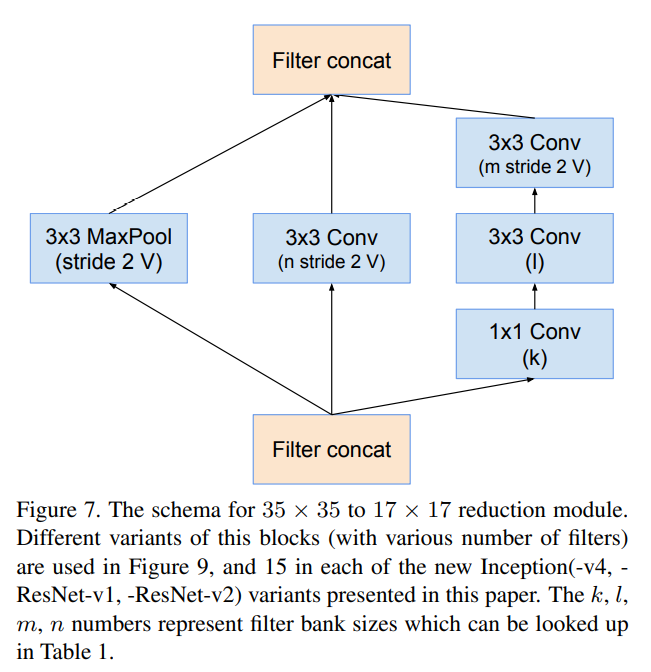 Filter concat
3x3 Conv
(m stride 2 V)
3x3 MaxPool
(stride 2 V)
3x3 Conv
(n stride 2 V)
3x3 Conv
(l)
1x1 Conv
(k)
Filter concat
Figure 7. The schema for 35 × 35 to 17 × 17 reduction module.
Different variants of this blocks (with various number of filters)
are used in Figure 9, and 15 in each of the new Inception(-v4, -
ResNet-v1, -ResNet-v2) variants presented in this paper. The k, l,
m, n numbers represent filter bank sizes which can be looked up
in Table 1.